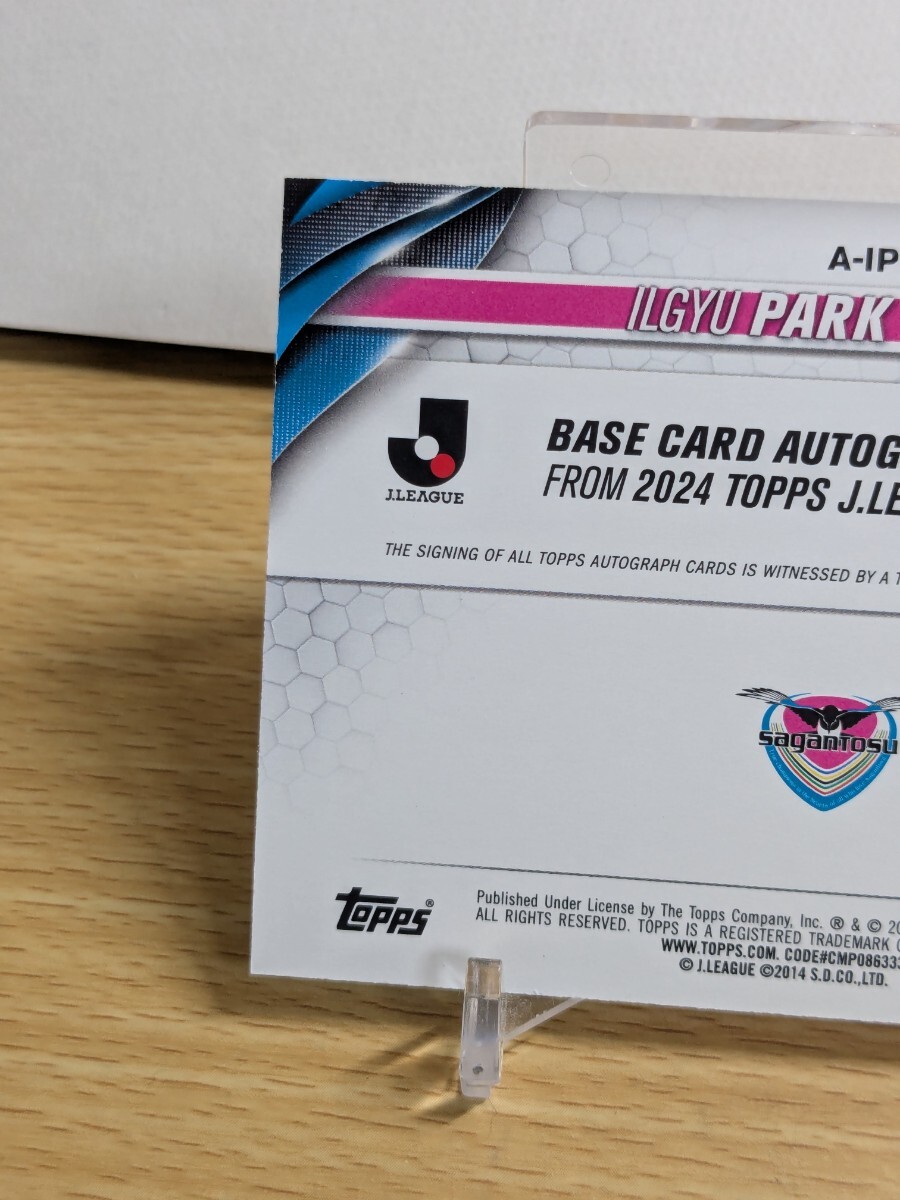 A-IP
ILGYU PARK
J.LEAGUE
BASE CARD AUTOG
FROM 2024 TOPPS J.LE
THE SIGNING OF ALL TOPPS AUTOGRAPH CARDS IS WITNESSED BY A T
saganTosu
topps®
Published Under License by The Topps Company, Inc. ® & © 20
ALL RIGHTS RESERVED. TOPPS IS A REGISTERED TRADEMARK O
WWW.TOPPS.COM. CODE#CMP086333
© J.LEAGUE ©2014 S.D.CO.,LTD.